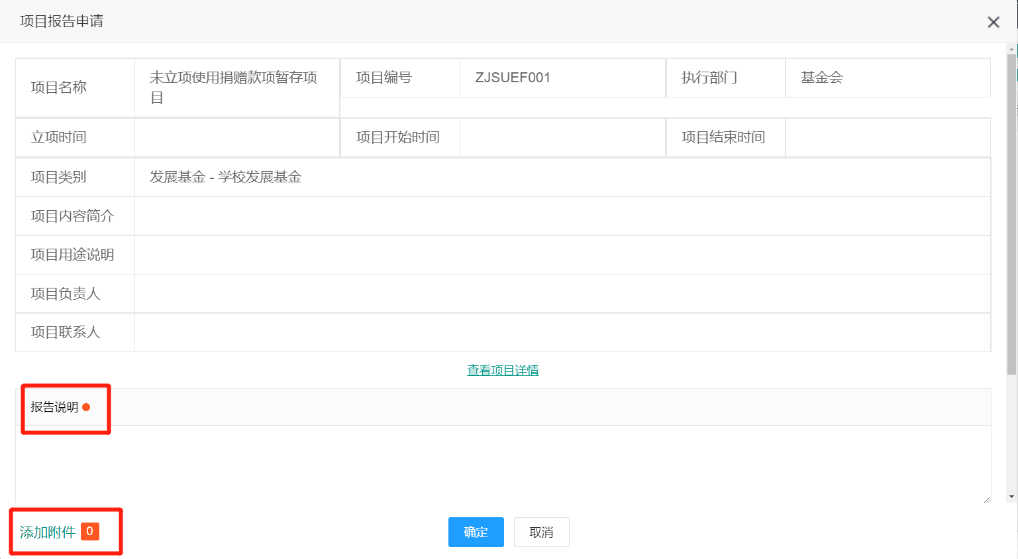 项目报告申请
项目名称
未立项使用捐赠款项暂存项
目
项目编号
ZJSUEF001
执行部门
基金会
立项时间
项目开始时间
项目结束时间
项目类别
发展基金 - 学校发展基金
项目内容简介
项目用途说明
项目负责人
项目联系人
查看项目详情
报告说明
添加附件 0
确定
取消